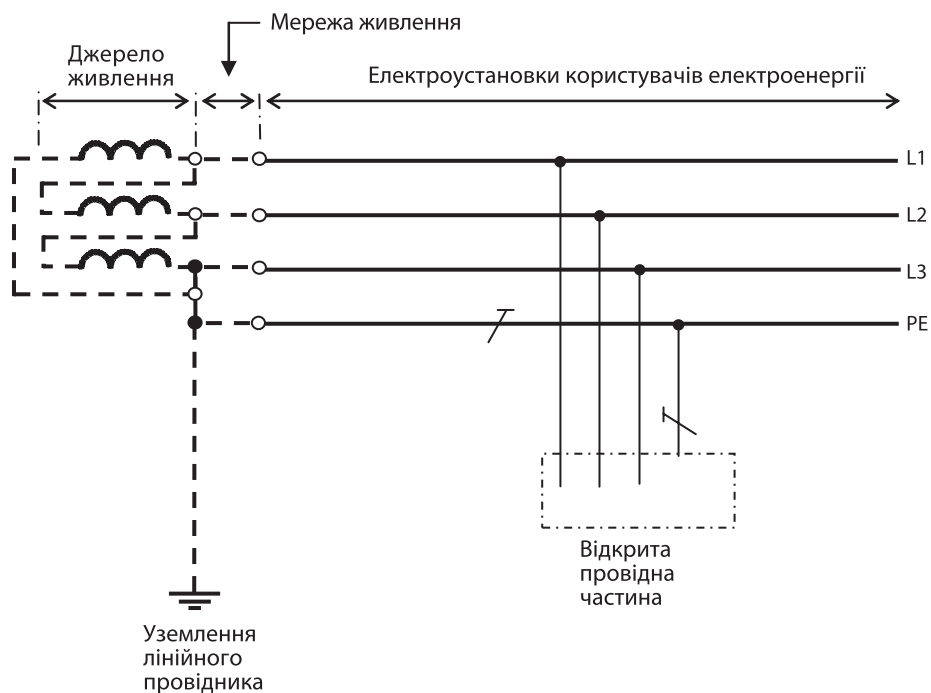 Мережа живлення
Джерело
живлення
Електроустановки користувачів електроенергії
L1
L2
L3
PE
Відкрита
провідна
частина
Уземлення
лінійного
провідника